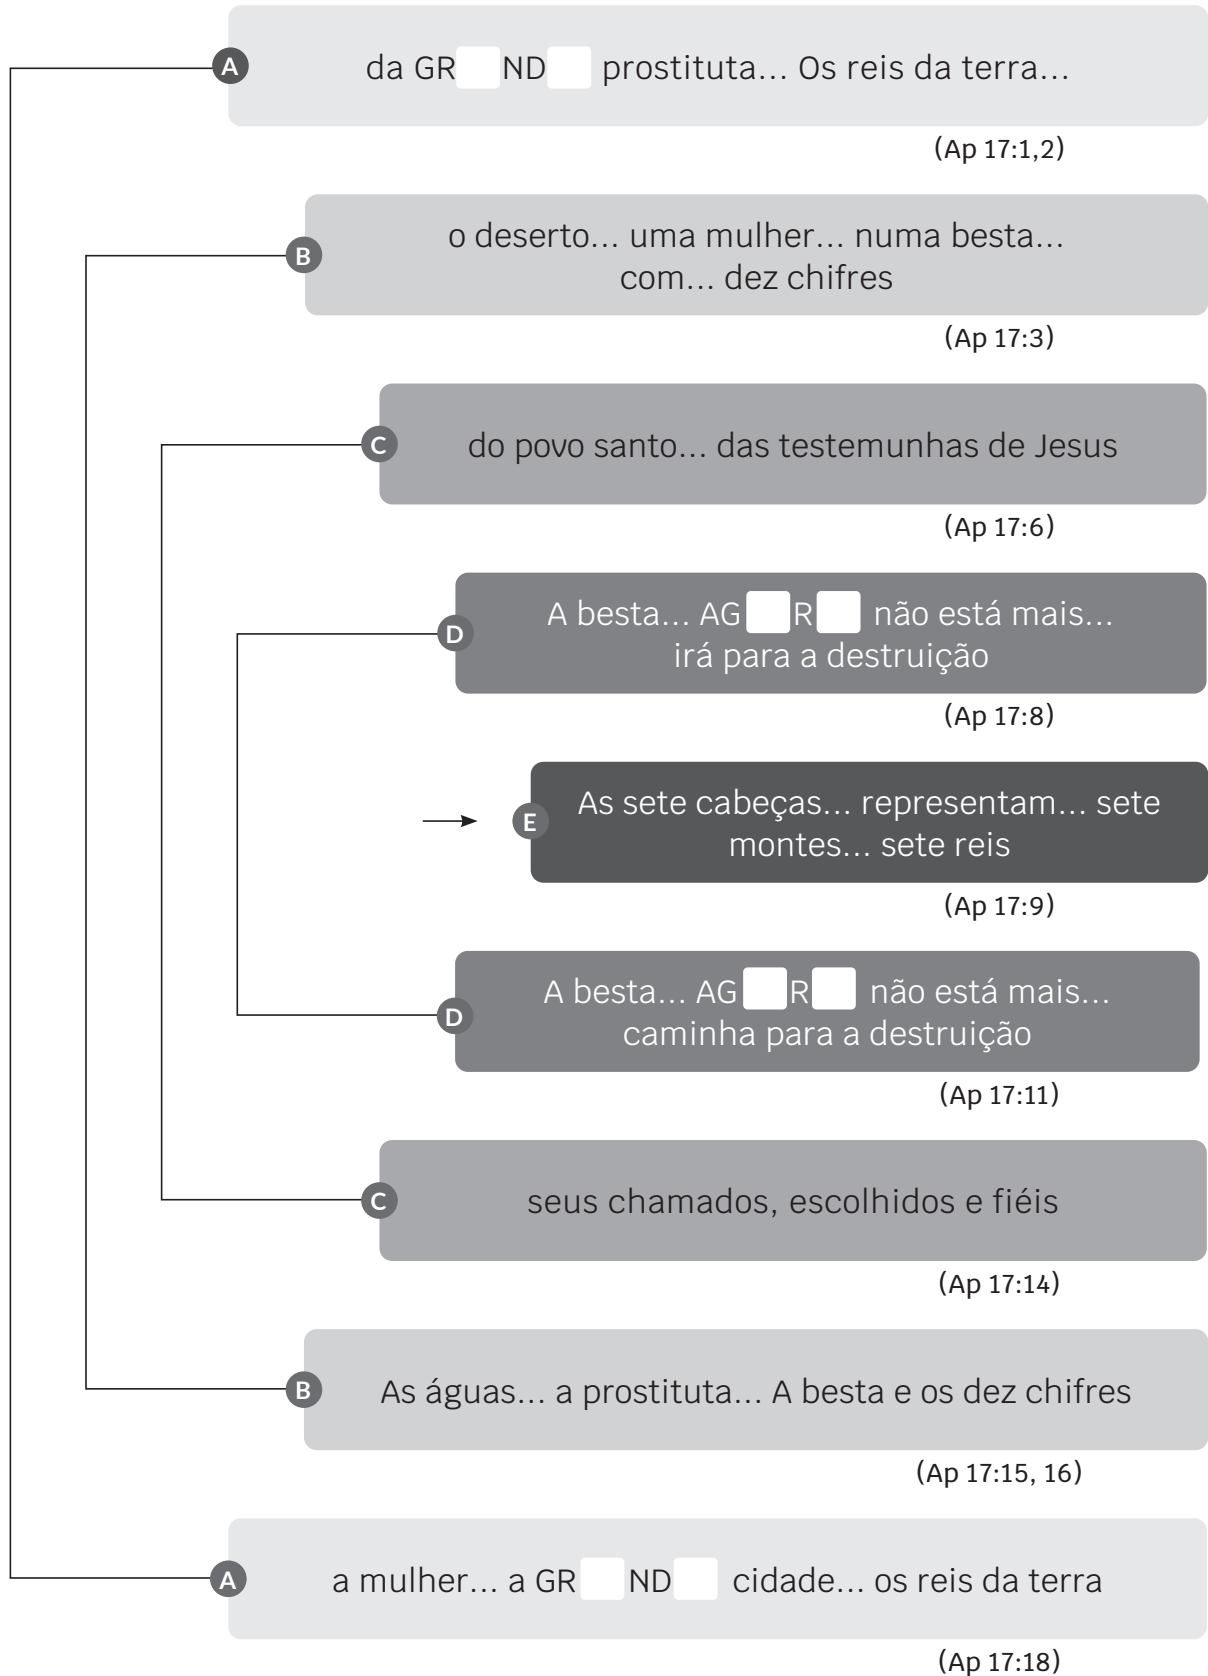 A da GR ND prostituta... Os reis da terra...
(Ap 17:1,2)
B o deserto... uma mulher... numa besta...
com... dez chifres
(Ap 17:3)
C do povo santo... das testemunhas de Jesus
(Ap 17:6)
D A besta... AG R não está mais...
irá para a destruição
(Ap 17:8)
E As sete cabeças... representam... sete
montes... sete reis
(Ap 17:9)
D A besta... AG R não está mais...
caminha para a destruição
(Ap 17:11)
C seus chamados, escolhidos e fiéis
(Ap 17:14)
B As águas... a prostituta... A besta e os dez chifres
(Ap 17:15, 16)
A a mulher... a GR ND cidade... os reis da terra
(Ap 17:18)